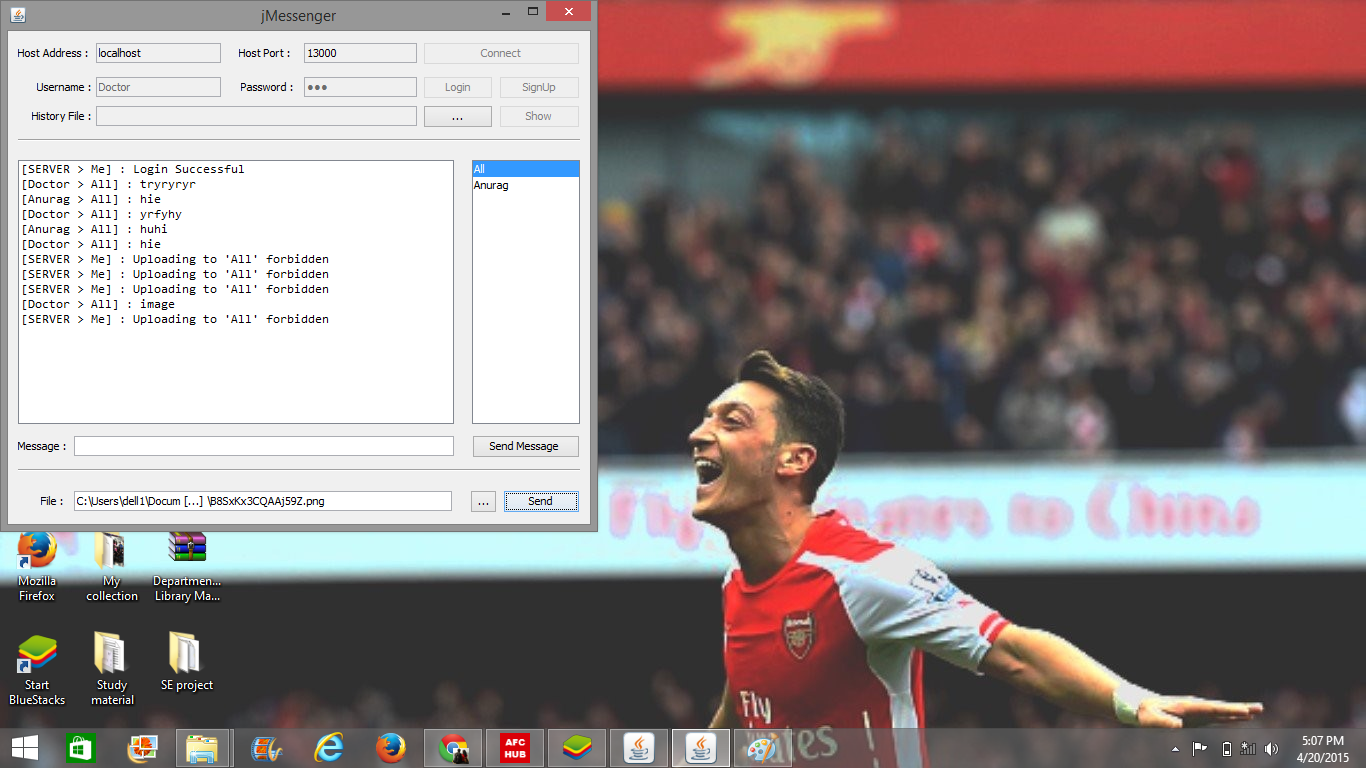 jMessenger
Host Address : localhost Host Port : 13000 Connect
Username : Doctor Password : ●●● Login SignUp
History File : ... Show
[SERVER > Me] : Login Successful
[Doctor > All] : tryryryr
[Anurag > All] : hie
[Doctor > All] : yrfyhy
[Anurag > All] : huhi
[Doctor > All] : hie
[SERVER > Me] : Uploading to 'All' forbidden
[SERVER > Me] : Uploading to 'All' forbidden
[SERVER > Me] : Uploading to 'All' forbidden
[Doctor > All] : image
[SERVER > Me] : Uploading to 'All' forbidden
All
Anurag
Message : Send Message
File : C:\Users\dell1\Docum [...] \B8SxKx3CQAAj59Z.png ... Send
Mozilla
Firefox
My
collection
Departmen...
Library Ma...
Start
BlueStacks
Study
material
SE project
Fly to China
Arsenal
Fly
Emirates
AFC
HUB
5:07 PM
4/20/2015